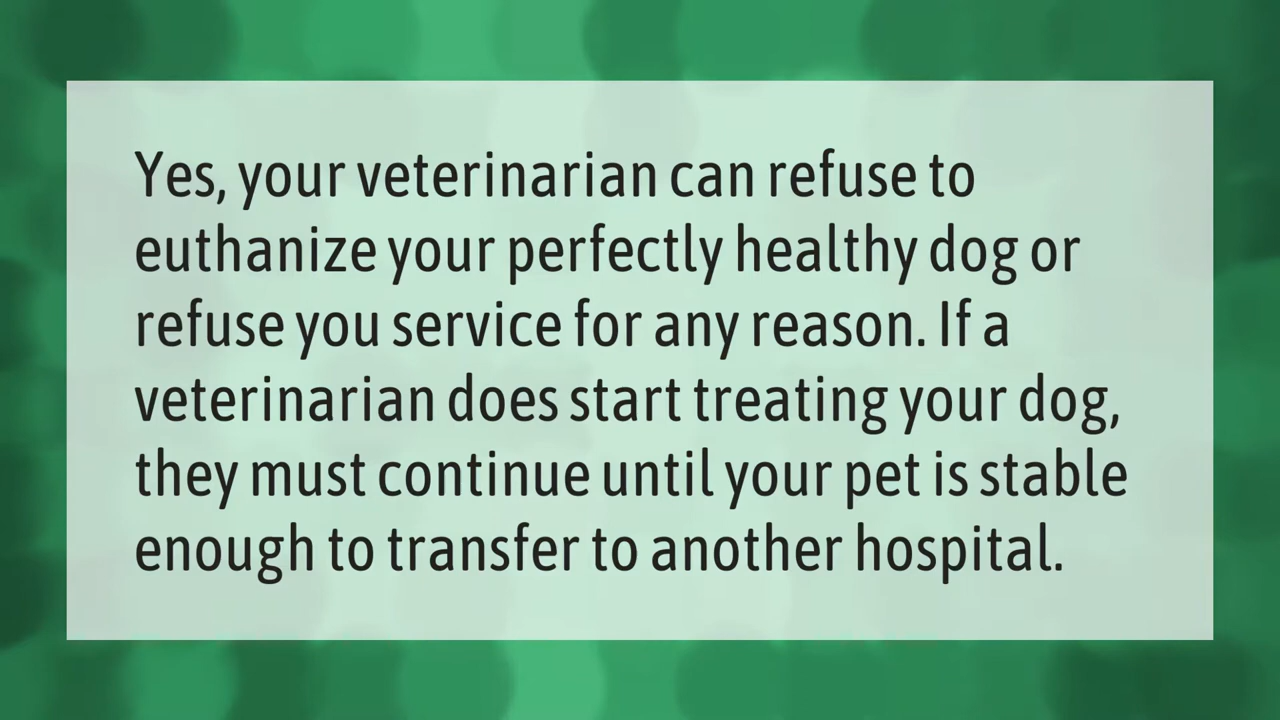 Yes, your veterinarian can refuse to
euthanize your perfectly healthy dog or
refuse you service for any reason. If a
veterinarian does start treating your dog,
they must continue until your pet is stable
enough to transfer to another hospital.